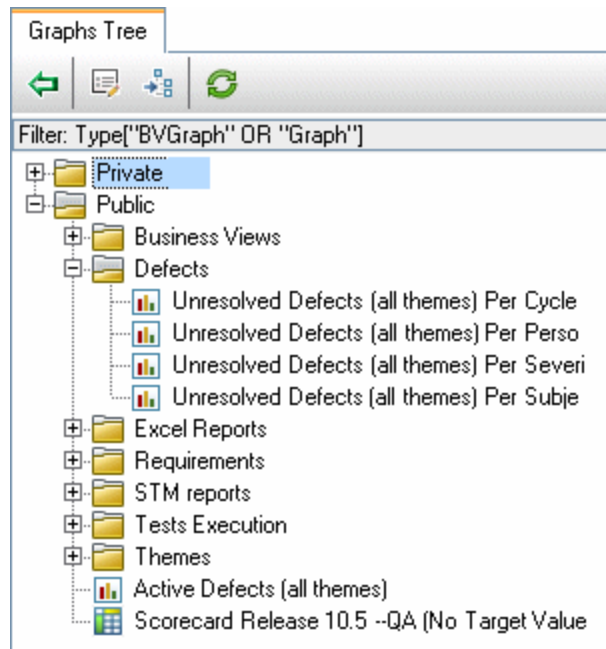 Graphs Tree
Filter: Type["BVGraph" OR "Graph"]
Private
Public
Business Views
Defects
Unresolved Defects (all themes) Per Cycle
Unresolved Defects (all themes) Per Perso
Unresolved Defects (all themes) Per Severi
Unresolved Defects (all themes) Per Subje
Excel Reports
Requirements
STM reports
Tests Execution
Themes
Active Defects (all themes)
Scorecard Release 10.5 --QA (No Target Value